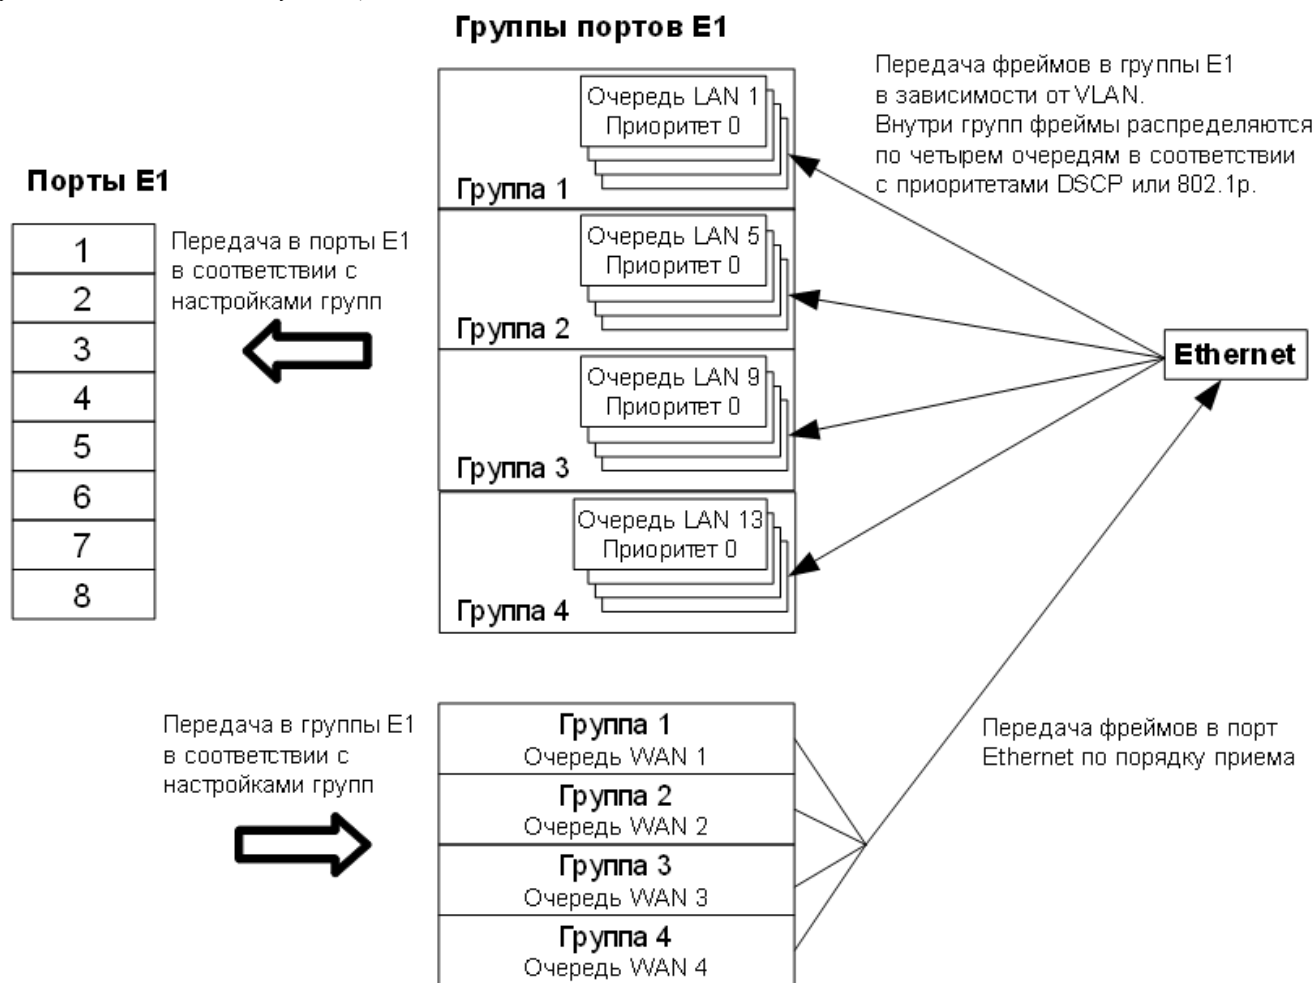 Группы портов E1
Передача фреймов в группы E1
в зависимости от VLAN.
Внутри групп фреймы распределяются
по четырем очередям в соответствии
с приоритетами DSCP или 802.1p.
Порты E1
1
2
3
4
5
6
7
8
Передача в порты E1
в соответствии с
настройками групп
Очередь LAN 1
Приоритет 0
Группа 1
Очередь LAN 5
Приоритет 0
Группа 2
Очередь LAN 9
Приоритет 0
Группа 3
Очередь LAN 13
Приоритет 0
Группа 4
Ethernet
Передача в группы E1
в соответствии с
настройками групп
Группа 1
Очередь WAN 1
Группа 2
Очередь WAN 2
Группа 3
Очередь WAN 3
Группа 4
Очередь WAN 4
Передача фреймов в порт
Ethernet по порядку приема